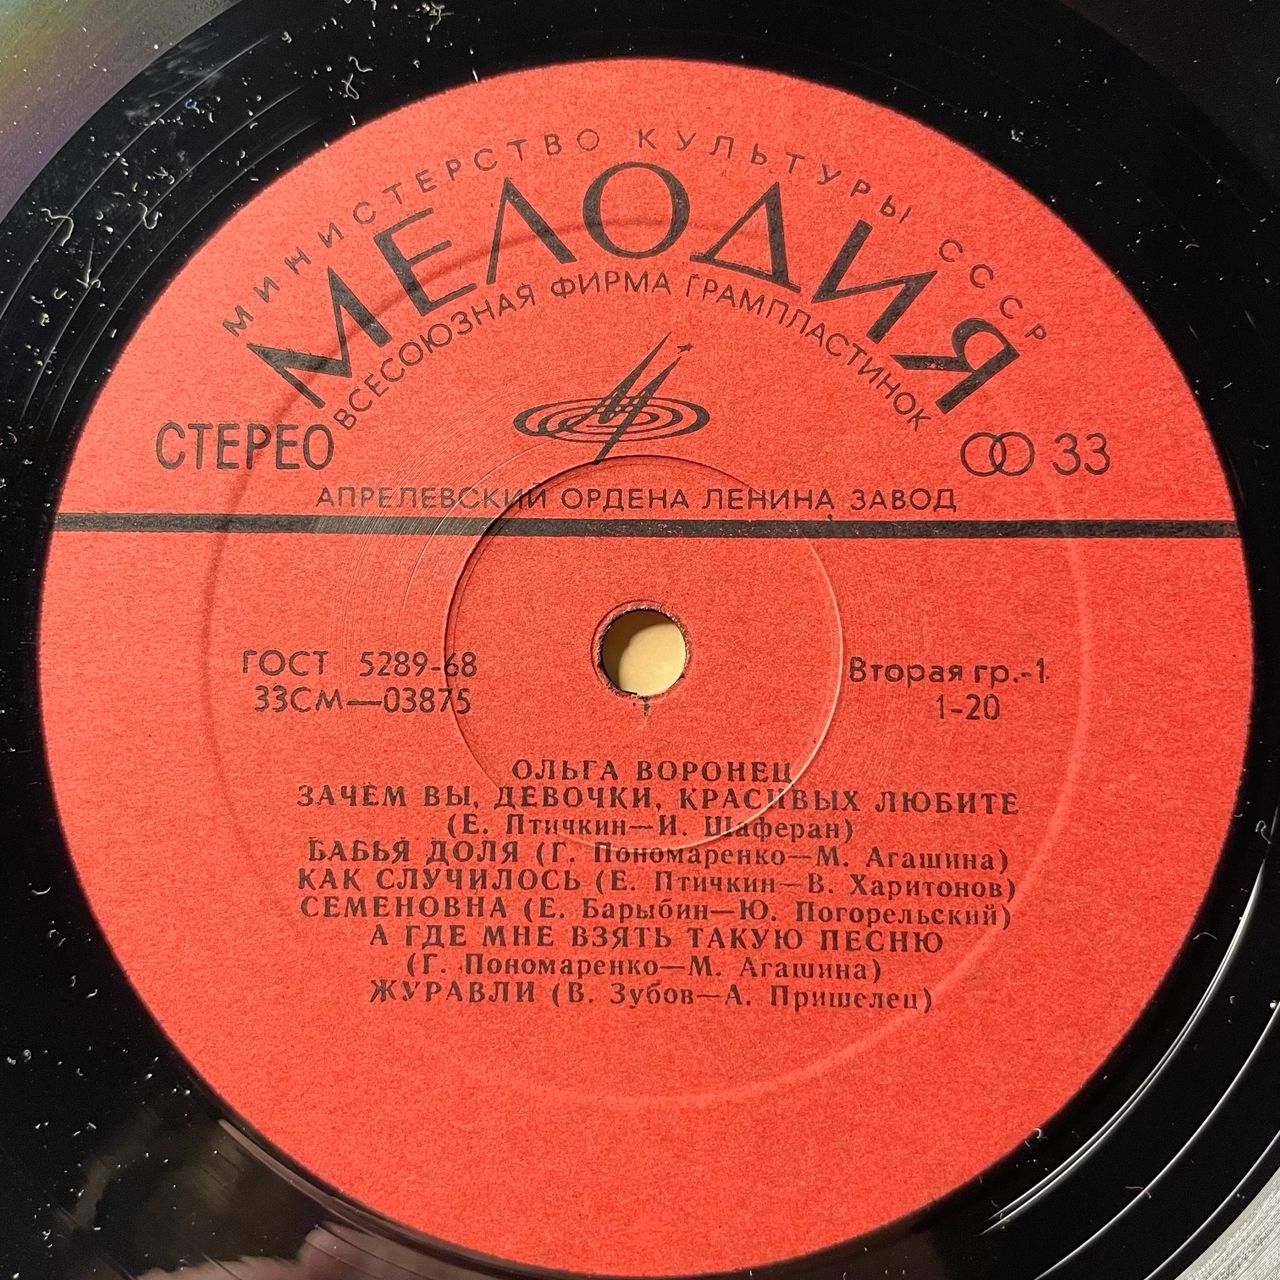 МИНИСТЕРСТВО КУЛЬТУРЫ СССР
МЕЛОДИЯ
ВСЕСОЮЗНАЯ ФИРМА ГРАМПЛАСТИНОК
СТЕРЕО
33
АПРЕЛЕВСКИЙ ОРДЕНА ЛЕНИНА ЗАВОД
ГОСТ 5289-68
33СМ—03875
Вторая гр.-1
1-20
ОЛЬГА ВОРОНЕЦ
ЗАЧЕМ ВЫ, ДЕВОЧКИ, КРАСИВЫХ ЛЮБИТЕ
(Е. Птичкин—И. Шаферан)
БАБЬЯ ДОЛЯ (Г. Пономаренко—М. Агашина)
КАК СЛУЧИЛОСЬ (Е. Птичкин—В. Харитонов)
СЕМЕНОВНА (Е. Барыбин—Ю. Погорельский)
А ГДЕ МНЕ ВЗЯТЬ ТАКУЮ ПЕСНЮ
(Г. Пономаренко—М. Агашина)
ЖУРАВЛИ (В. Зубов—А. Пришелец)